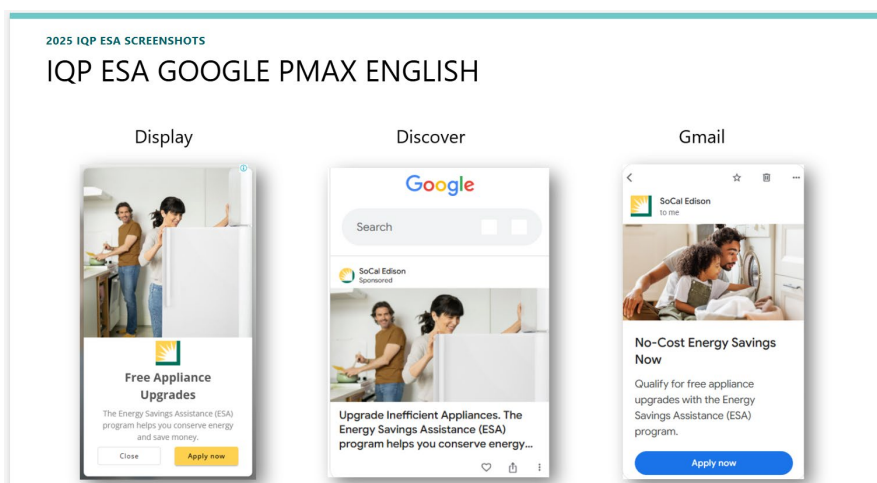 2025 IQP ESA SCREENSHOTS
IQP ESA GOOGLE PMAX ENGLISH
Display
Free Appliance
Upgrades
The Energy Savings Assistance (ESA)
program helps you conserve energy
and save money.
Close
Apply now
Discover
Google
Search
SoCal Edison
Sponsored
Upgrade Inefficient Appliances. The
Energy Savings Assistance (ESA)
program helps you conserve energy...
Gmail
SoCal Edison
to me
No-Cost Energy Savings
Now
Qualify for free appliance
upgrades with the Energy
Savings Assistance (ESA)
program.
Apply now